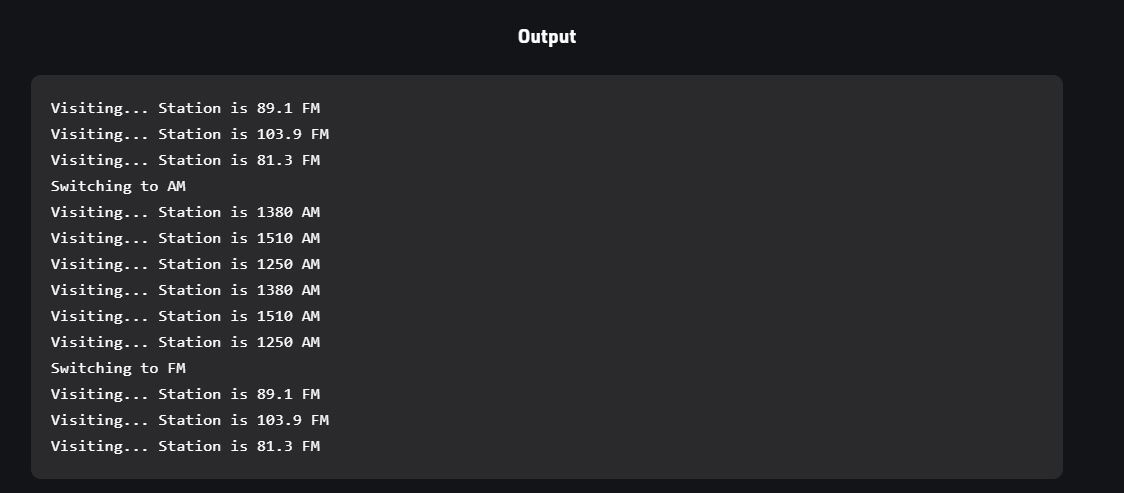 Output
Visiting... Station is 89.1 FM
Visiting... Station is 103.9 FM
Visiting... Station is 81.3 FM
Switching to AM
Visiting... Station is 1380 AM
Visiting... Station is 1510 AM
Visiting... Station is 1250 AM
Visiting... Station is 1380 AM
Visiting... Station is 1510 AM
Visiting... Station is 1250 AM
Switching to FM
Visiting... Station is 89.1 FM
Visiting... Station is 103.9 FM
Visiting... Station is 81.3 FM